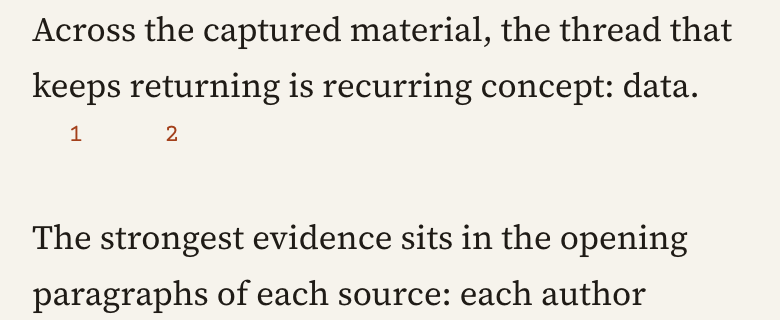 Across the captured material, the thread that
keeps returning is recurring concept: data.
1 2
The strongest evidence sits in the opening
paragraphs of each source: each author